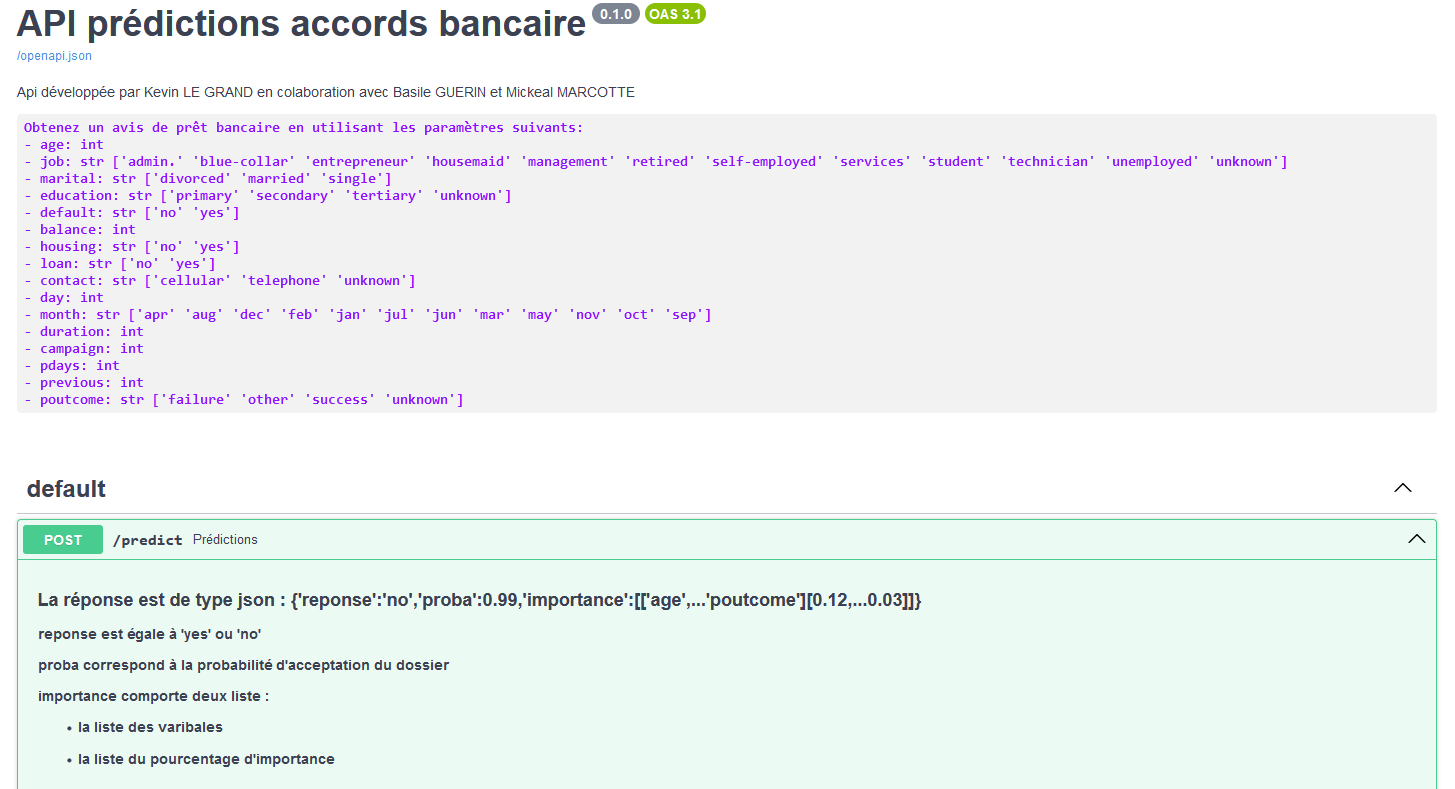 API prédictions accords bancaire 0.1.0 OAS 3.1
/openapi.json
Api développée par Kevin LE GRAND en colaboration avec Basile GUERIN et Mickeal MARCOTTE
Obtenez un avis de prêt bancaire en utilisant les paramètres suivants:
- age: int
- job: str ['admin.' 'blue-collar' 'entrepreneur' 'housemaid' 'management' 'retired' 'self-employed' 'services' 'student' 'technician' 'unemployed' 'unknown']
- marital: str ['divorced' 'married' 'single']
- education: str ['primary' 'secondary' 'tertiary' 'unknown']
- default: str ['no' 'yes']
- balance: int
- housing: str ['no' 'yes']
- loan: str ['no' 'yes']
- contact: str ['cellular' 'telephone' 'unknown']
- day: int
- month: str ['apr' 'aug' 'dec' 'feb' 'jan' 'jul' 'jun' 'mar' 'may' 'nov' 'oct' 'sep']
- duration: int
- campaign: int
- pdays: int
- previous: int
- poutcome: str ['failure' 'other' 'success' 'unknown']
default
POST /predict Prédictions
La réponse est de type json : {'reponse':'no','proba':0.99,'importance':[['age',...'poutcome'][0.12,...0.03]]}
reponse est égale à 'yes' ou 'no'
proba correspond à la probabilité d'acceptation du dossier
importance comporte deux liste :
• la liste des varibales
• la liste du pourcentage d'importance